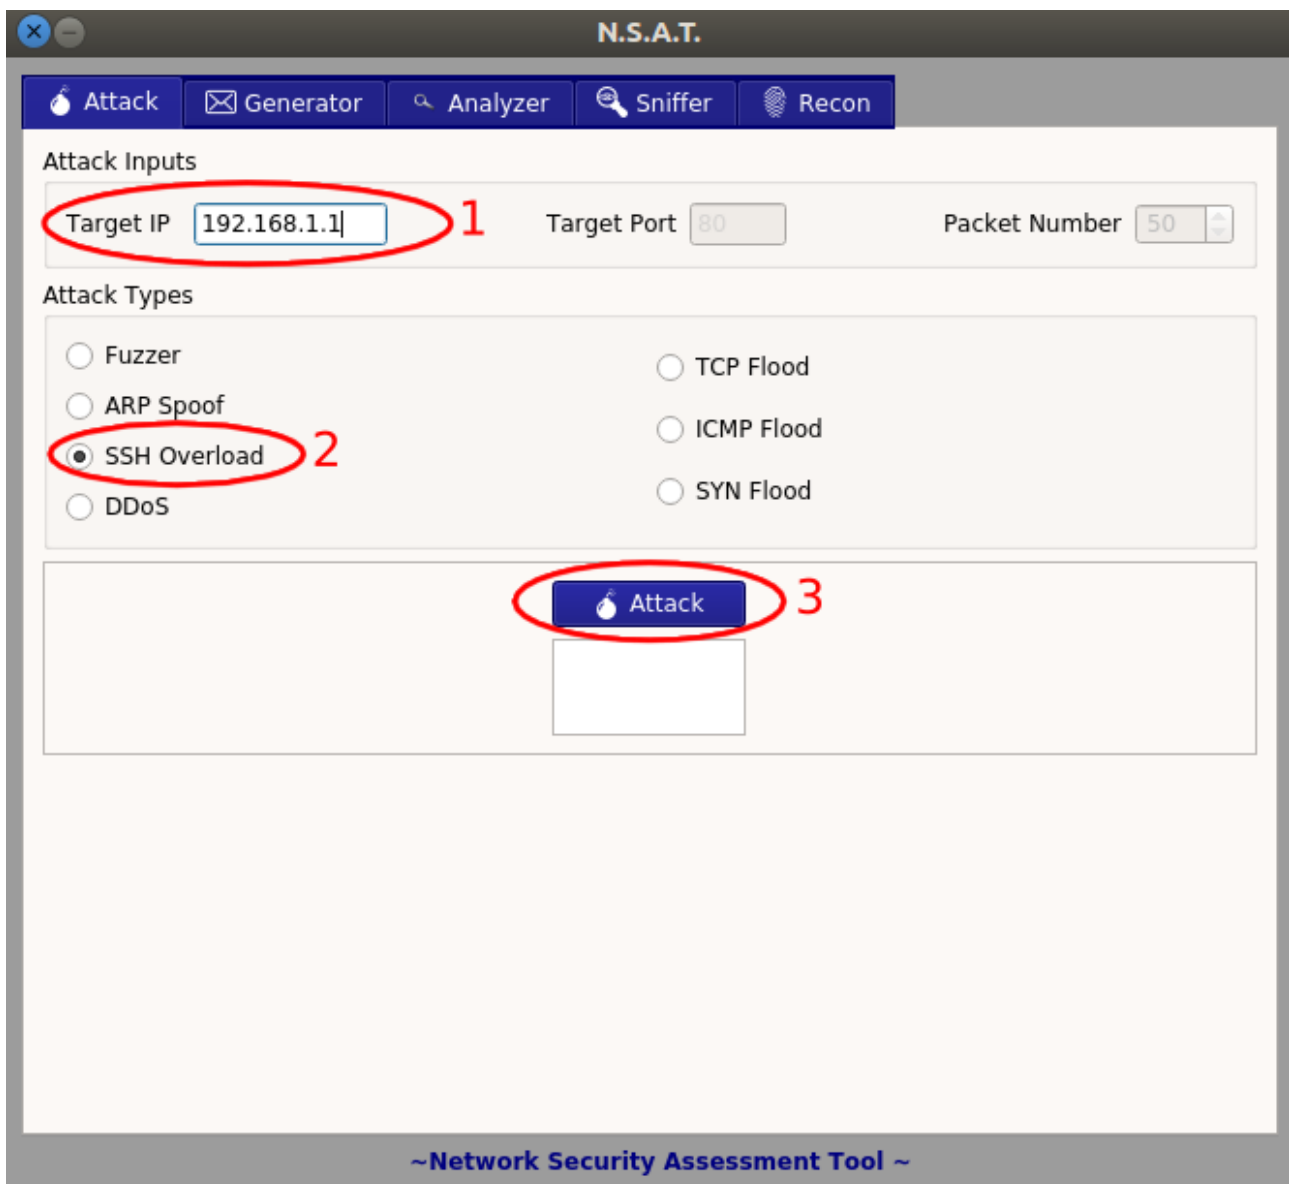 N.S.A.T.
Attack Generator Analyzer Sniffer Recon
Attack Inputs
Target IP 192.168.1.1 1 Target Port 80 Packet Number 50
Attack Types
Fuzzer
ARP Spoof
SSH Overload 2
DDoS
TCP Flood
ICMP Flood
SYN Flood
Attack 3
~Network Security Assessment Tool ~